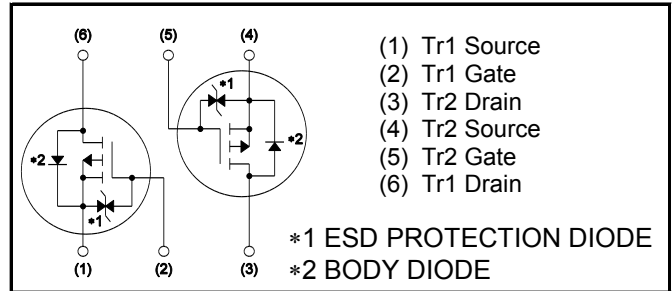 (6) (5) (4)
*1
*2
*2
*1
(1) (2) (3)
(1) Tr1 Source
(2) Tr1 Gate
(3) Tr2 Drain
(4) Tr2 Source
(5) Tr2 Gate
(6) Tr1 Drain
*1 ESD PROTECTION DIODE
*2 BODY DIODE